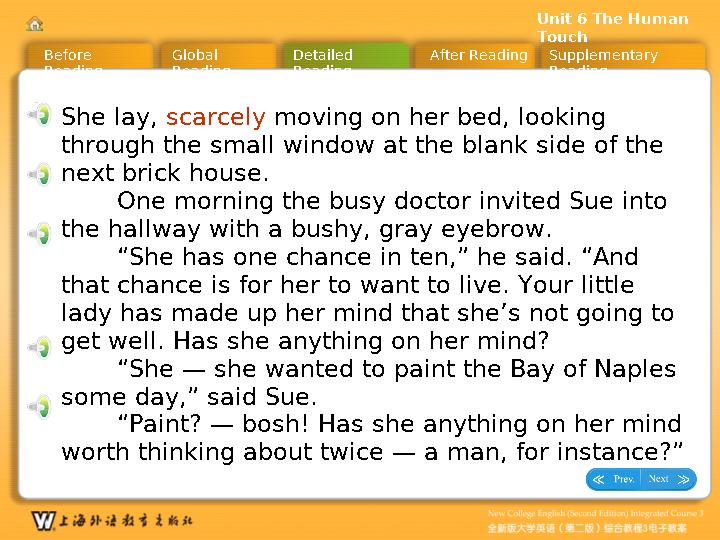 Unit 6 The Human
Touch
Before
Reading
Global
Reading
Detailed
Reading
After Reading
Supplementary
Reading
She lay, scarcely moving on her bed, looking
through the small window at the blank side of the
next brick house.
One morning the busy doctor invited Sue into
the hallway with a bushy, gray eyebrow.
“She has one chance in ten,” he said. “And
that chance is for her to want to live. Your little
lady has made up her mind that she’s not going to
get well. Has she anything on her mind?
“She — she wanted to paint the Bay of Naples
some day,” said Sue.
“Paint? — bosh! Has she anything on her mind
worth thinking about twice — a man, for instance?”
Prev. Next
W 上海外语教育出版社
New College English (Second Edition) Integrated Course 3
全新版大学英语（第二版）综合教程3电子教案